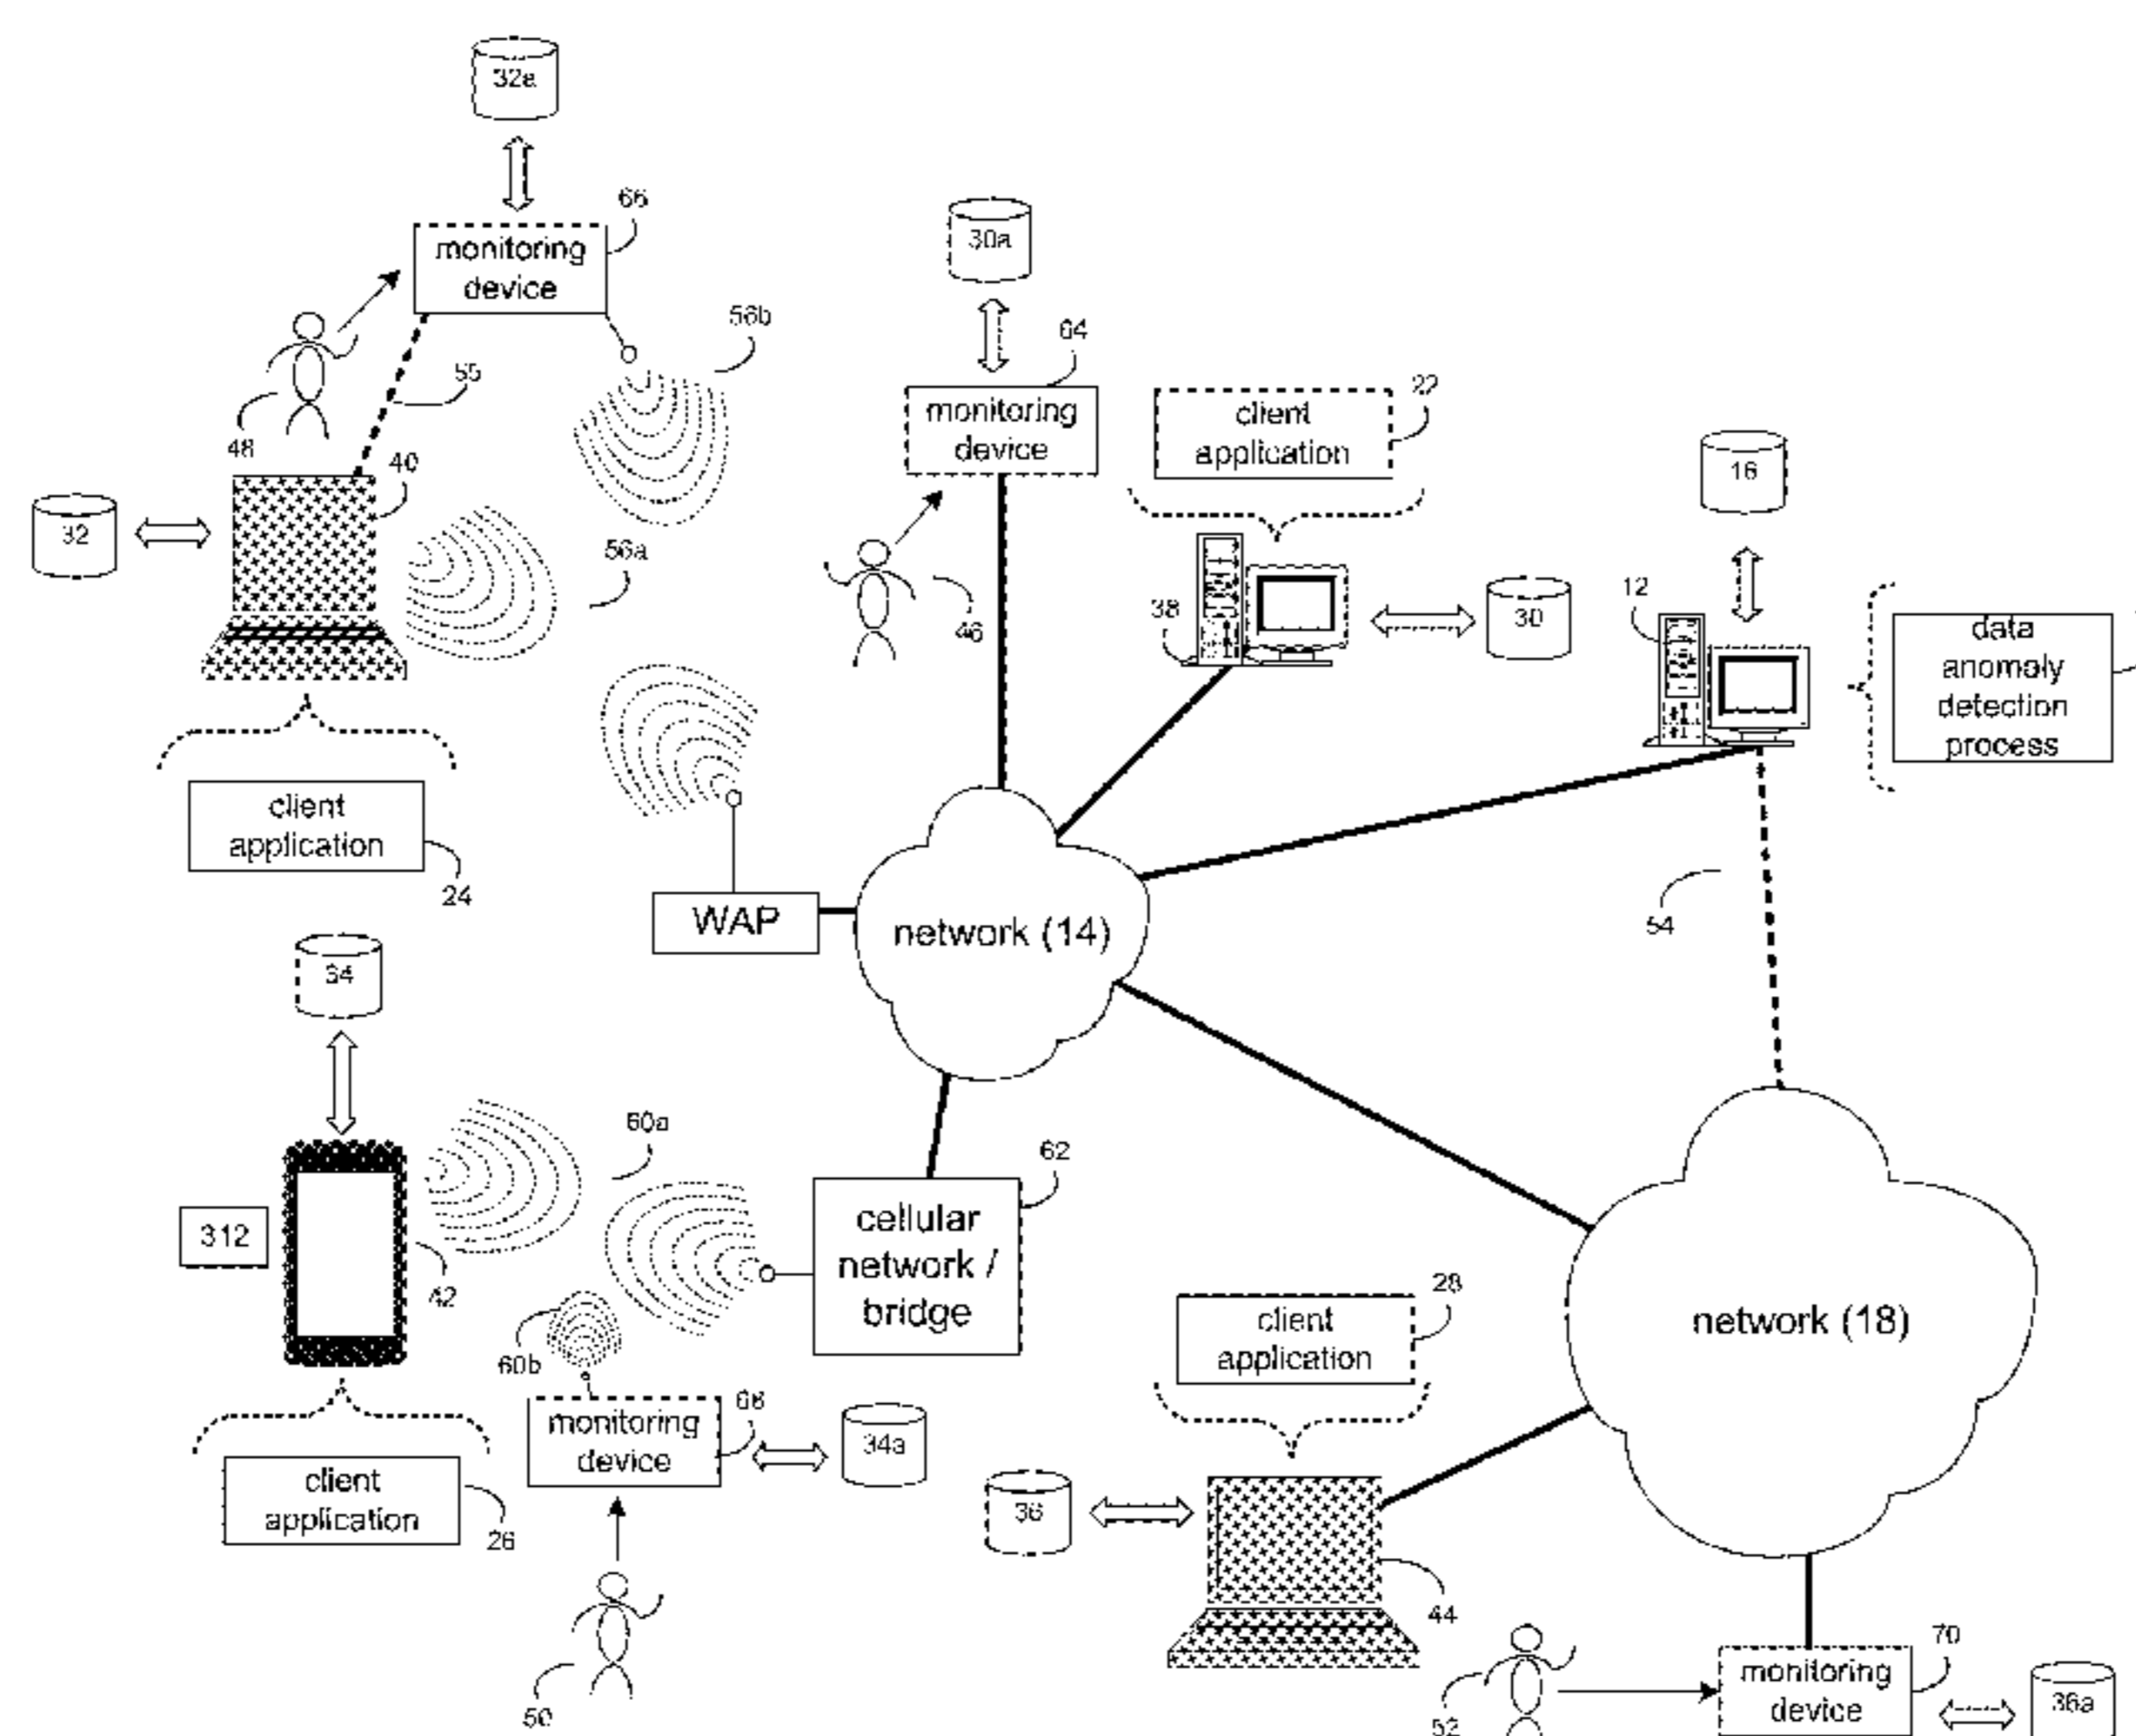 32a
66
monitoring
device
30a
56b
64
55
monitoring
device
22
client
application
48
40
16
32
56a
46
38
30
12
data
anomaly
detection
process
client
application
24
54
WAP
network (14)
34
60a
62
312
42
cellular
network /
bridge
60b
28
client
application
network (18)
monitoring
device
34a
client
application
26
36
44
50
70
monitoring
device
36a
52